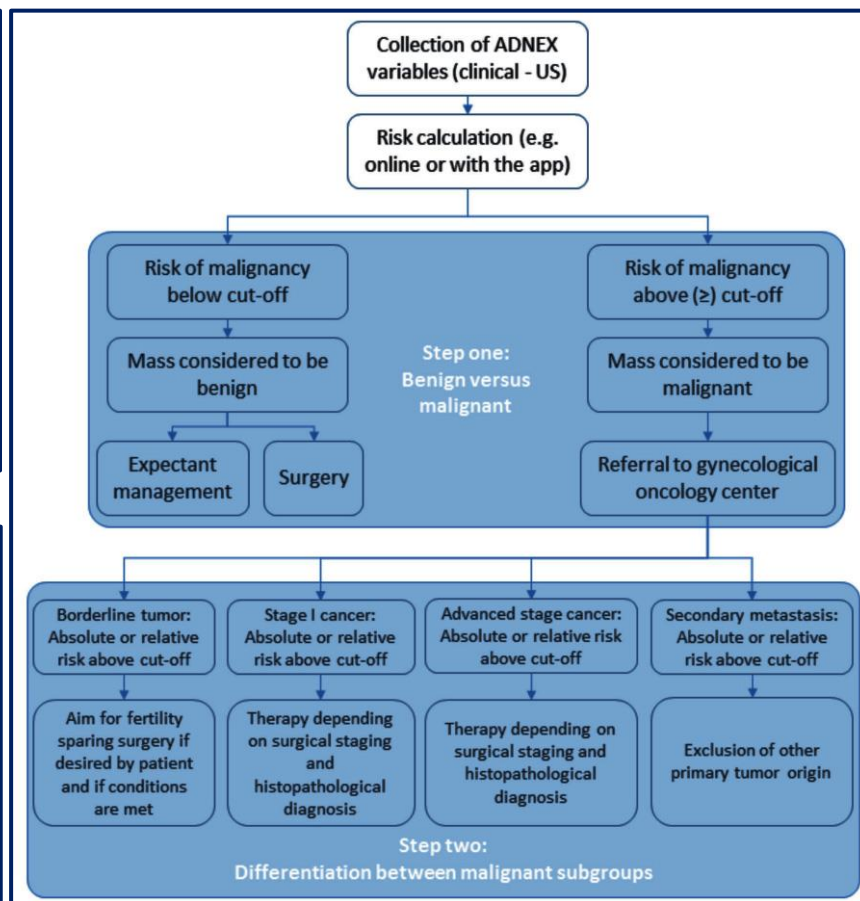 Collection of ADNEX
variables (clinical - US)
Risk calculation (e.g.
online or with the app)
Risk of malignancy
below cut-off
Risk of malignancy
above (≥) cut-off
Mass considered to be
benign
Step one:
Benign versus
malignant
Mass considered to be
malignant
Expectant
management
Surgery
Referral to gynecological
oncology center
Borderline tumor:
Absolute or relative
risk above cut-off
Stage I cancer:
Absolute or relative
risk above cut-off
Advanced stage cancer:
Absolute or relative risk
above cut-off
Secondary metastasis:
Absolute or relative
risk above cut-off
Aim for fertility
sparing surgery if
desired by patient
and if conditions
are met
Therapy depending
on surgical staging
and
histopathological
diagnosis
Therapy depending on
surgical staging and
histopathological
diagnosis
Exclusion of other
primary tumor origin
Step two:
Differentiation between malignant subgroups